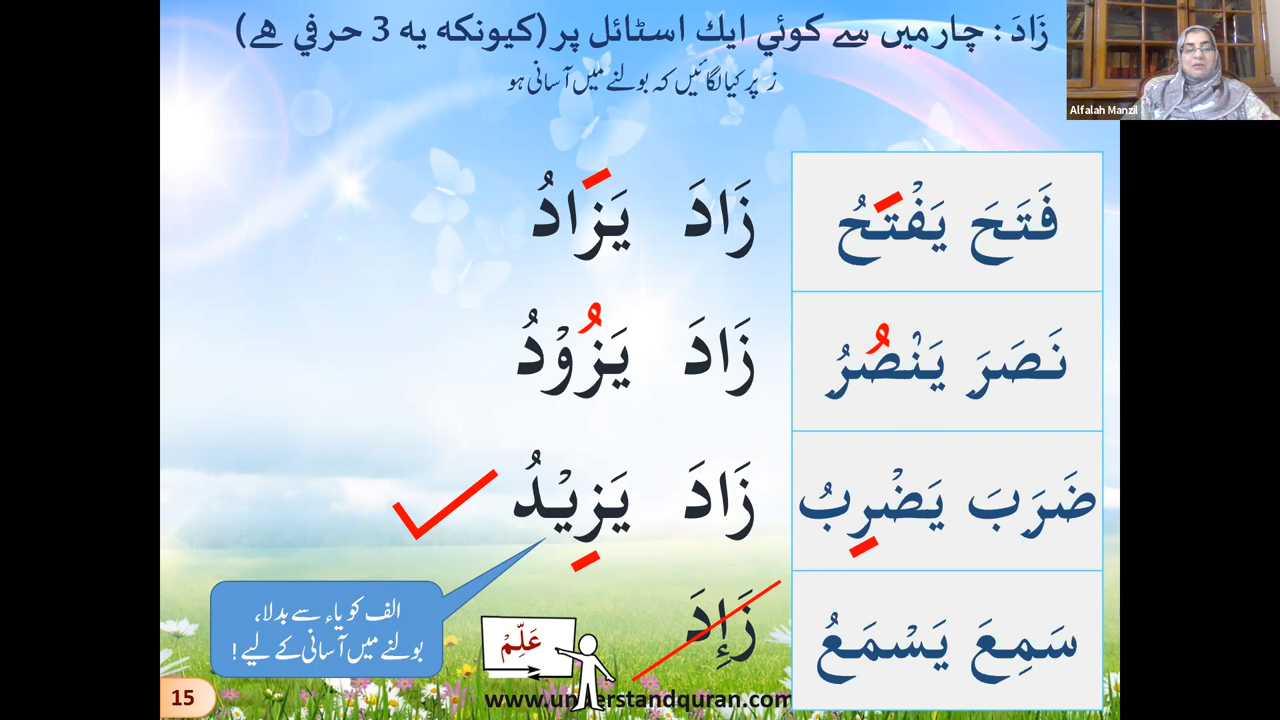 زَادَ : چار میں سے کوئي ایك اسٹائل پر (کیونکه یه 3 حرفي هے)
ز پر کیا لگائیں کہ بولنے میں آسانی ہو
Alfalah Manzil
فَتَحَ يَفْتَحُ
زَادَ يَزَادُ
نَصَرَ يَنْصُرُ
زَادَ يَزُوْدُ
ضَرَبَ يَضْرِبُ
زَادَ يَزِيْدُ
سَمِعَ يَسْمَعُ
زَإِدَ
الف کو یاء سے بدلا،
بولنے میں آسانی کے لیے !
عَلِّمْ
www.understandquran.com
15